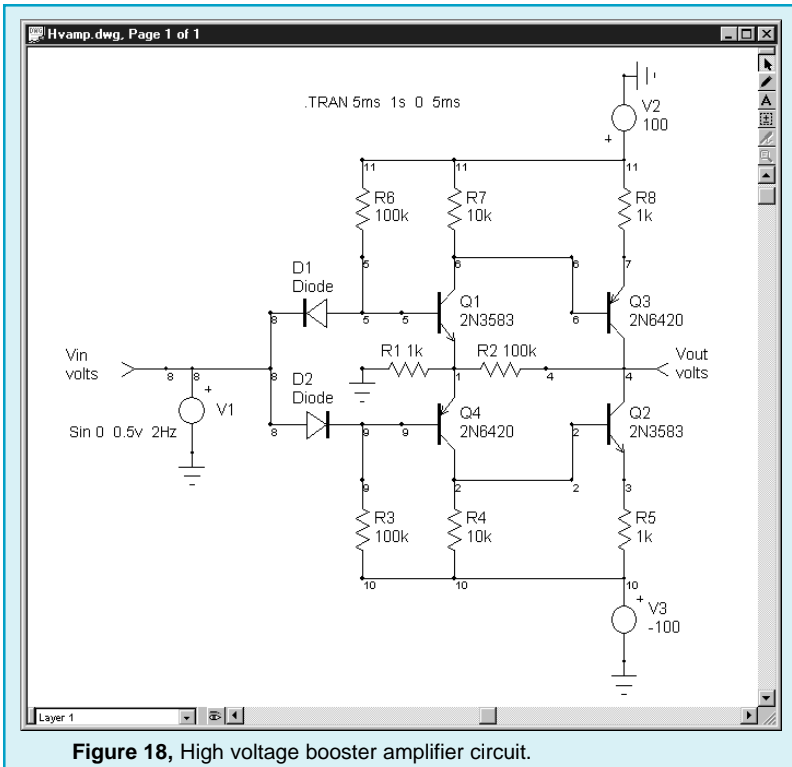 Hvamp.dwg, Page 1 of 1
.TRAN 5ms 1s 0 5ms
V2
100
+
11
11
11
R6
100k
R7
10k
R8
1k
5
6
6
7
D1
Diode
8
5
5
Q1
2N3583
6
Q3
2N6420
Vin
volts
8
8
8
R1 1k
R2 100k
1
4
4
Vout
volts
+
V1
Sin 0 0.5v 2Hz
D2
Diode
8
9
9
Q4
2N6420
2
Q2
2N3583
9
2
2
3
R3
100k
R4
10k
R5
1k
10
10
10
+
V3
-100
Layer 1
Figure 18, High voltage booster amplifier circuit.